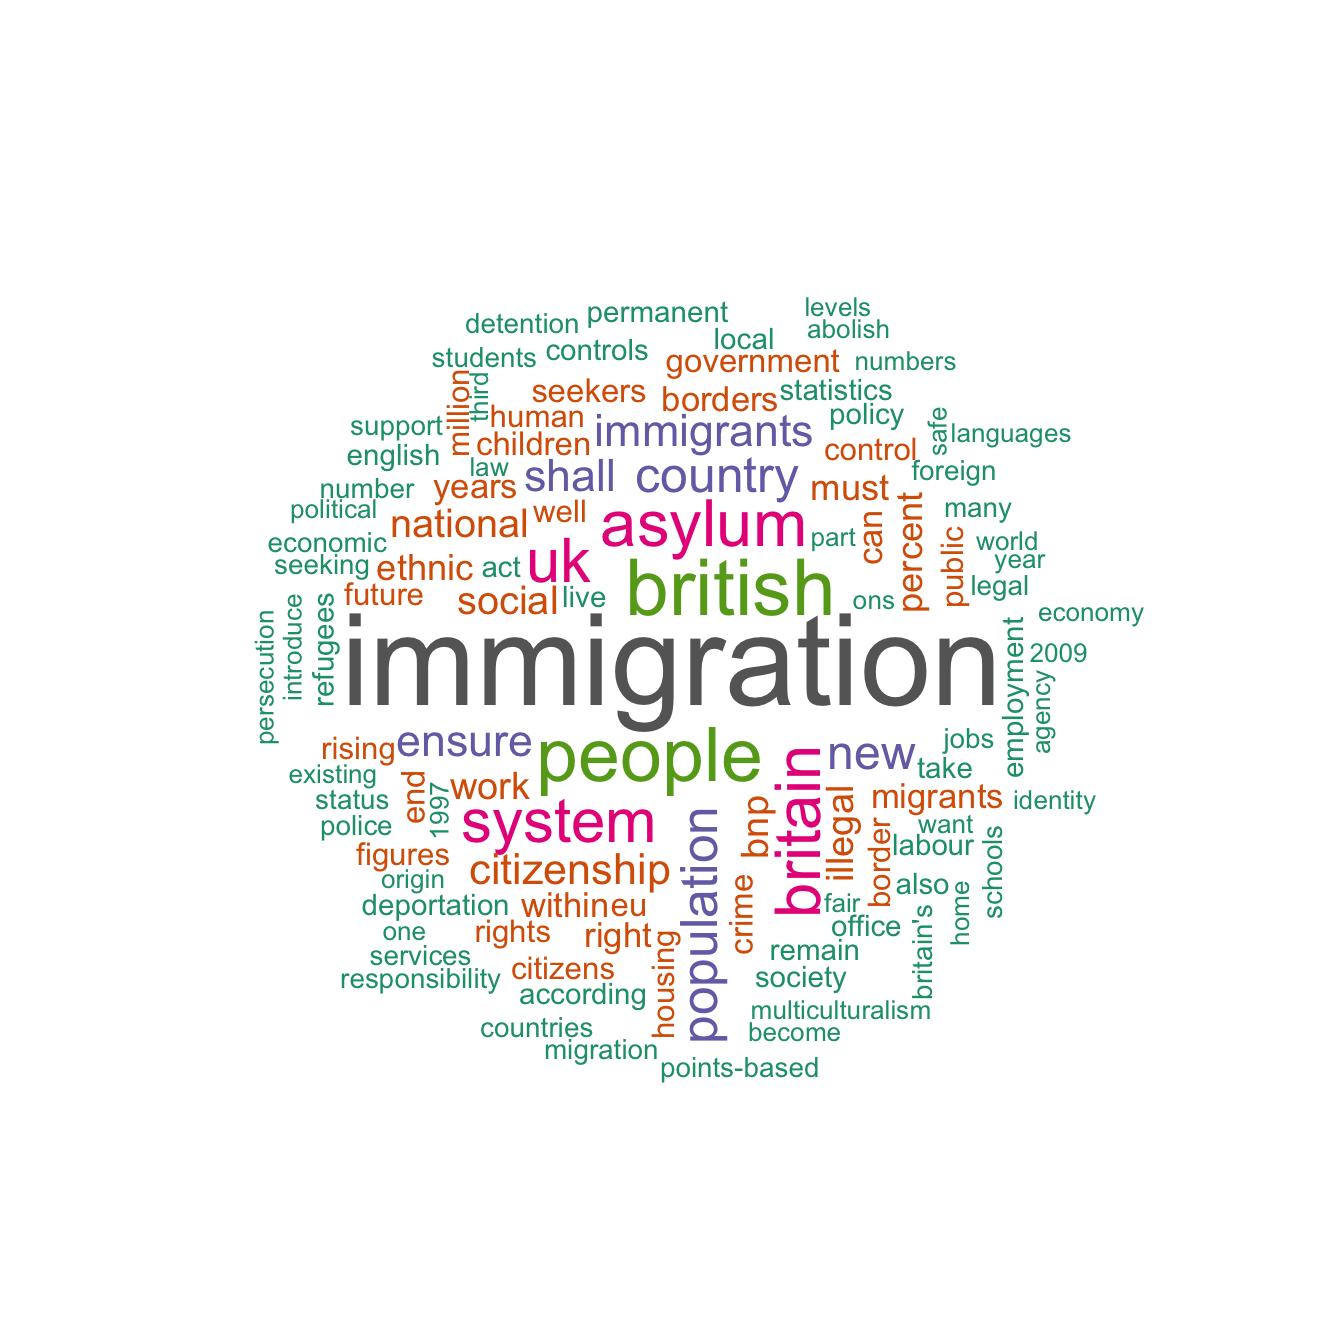 levels
permanent
detention
abolish
local
controls
students
government
numbers
third
seekers
statistics
borders
million
human
policy
support
immigrants
safe
languages
children
control
english
law
shall
country
foreign
number
years
must
political
national
well
asylum
can
percent
many
economic
part
public
world
seeking
ethnic
act
uk
year
future
social
live
british
ons
legal
economy
persecution
introduce
refugees
immigration
employment
2009
agency
rising
ensure
people
britain
new
jobs
existing
take
status
end
1997
work
migrants
identity
police
system
population
bnp
illegal
border
want
labour
schools
figures
citizenship
origin
crime
also
deportation
withineu
fair
office
britain's
home
one
rights
right
services
housing
remain
responsibility
citizens
society
according
multiculturalism
countries
become
migration
points-based